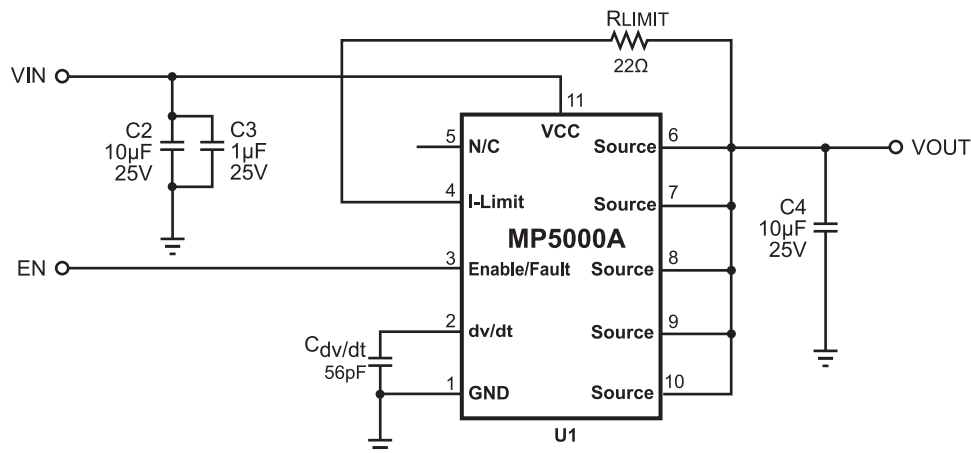 RLIMIT
22Ω
VIN
11
VCC
C2
10µF
25V
C3
1µF
25V
5
N/C
Source
6
VOUT
4
I-Limit
Source
7
MP5000A
C4
10µF
25V
EN
3
Enable/Fault
Source
8
2
dv/dt
Source
9
Cdv/dt
56pF
1
GND
Source
10
U1